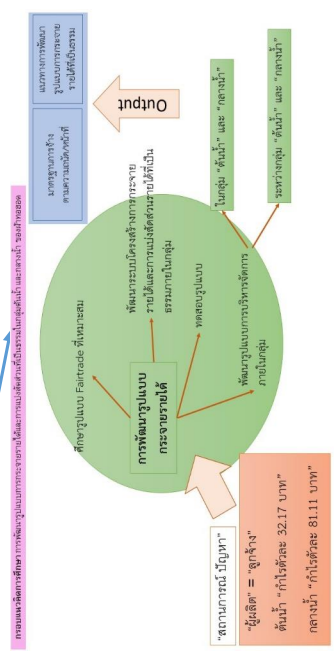 กรอบแนวคิดการศึกษา การพัฒนารูปแบบการกระจายรายได้และการแบ่งสัดส่วนที่เป็นธรรมในกลุ่มต้นน้ำ และกลางน้ำ ของผ้าทอฮอด
"สถานการณ์ ปัญหา"
"ผู้ผลิต" = "ลูกจ้าง"
ต้นน้ำ "กำไรตัวละ 32.17 บาท"
กลางน้ำ "กำไรตัวละ 81.11 บาท"
การพัฒนารูปแบบ
กระจายรายได้
ศึกษารูปแบบ Fairtrade ที่เหมาะสม
พัฒนาระบบโครงสร้างการกระจาย
รายได้และการแบ่งสัดส่วนรายได้ที่เป็น
ธรรมภายในกลุ่ม
ทดสอบรูปแบบ
พัฒนารูปแบบการบริหารจัดการ
ภายในกลุ่ม
ในกลุ่ม "ต้นน้ำ" และ "กลางน้ำ"
ระหว่างกลุ่ม "ต้นน้ำ" และ "กลางน้ำ"
Output
มาตรฐานการจ้าง
ตามความถนัด/หน้าที่
แนวทางการพัฒนา
รูปแบบการกระจาย
รายได้ที่เป็นธรรม